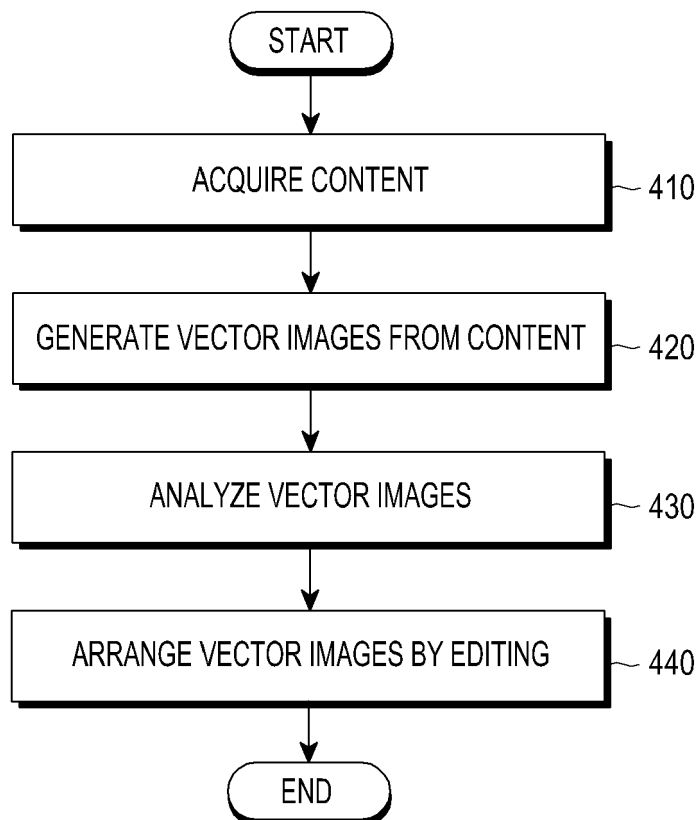 START
ACQUIRE CONTENT
410
GENERATE VECTOR IMAGES FROM CONTENT
420
ANALYZE VECTOR IMAGES
430
ARRANGE VECTOR IMAGES BY EDITING
440
END